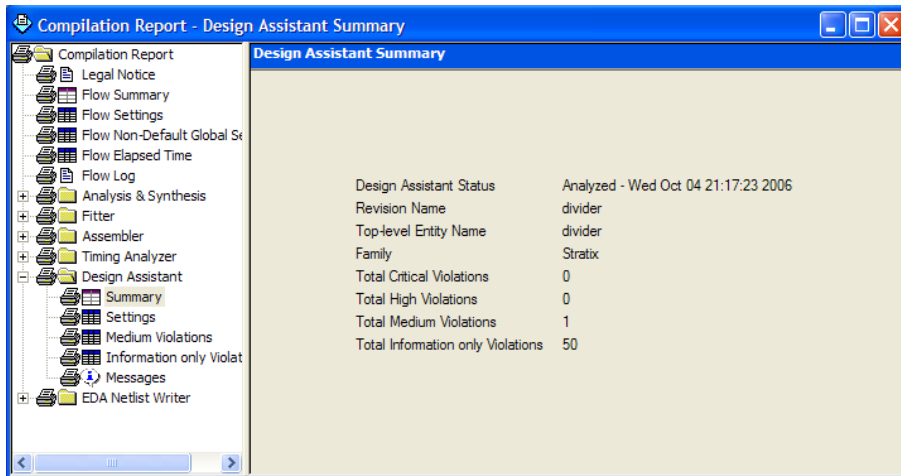 Compilation Report - Design Assistant Summary
Compilation Report
Legal Notice
Flow Summary
Flow Settings
Flow Non-Default Global Se
Flow Elapsed Time
Flow Log
Analysis & Synthesis
Fitter
Assembler
Timing Analyzer
Design Assistant
Summary
Settings
Medium Violations
Information only Violat
Messages
EDA Netlist Writer
Design Assistant Summary
Design Assistant Status Analyzed - Wed Oct 04 21:17:23 2006
Revision Name divider
Top-level Entity Name divider
Family Stratix
Total Critical Violations 0
Total High Violations 0
Total Medium Violations 1
Total Information only Violations 50